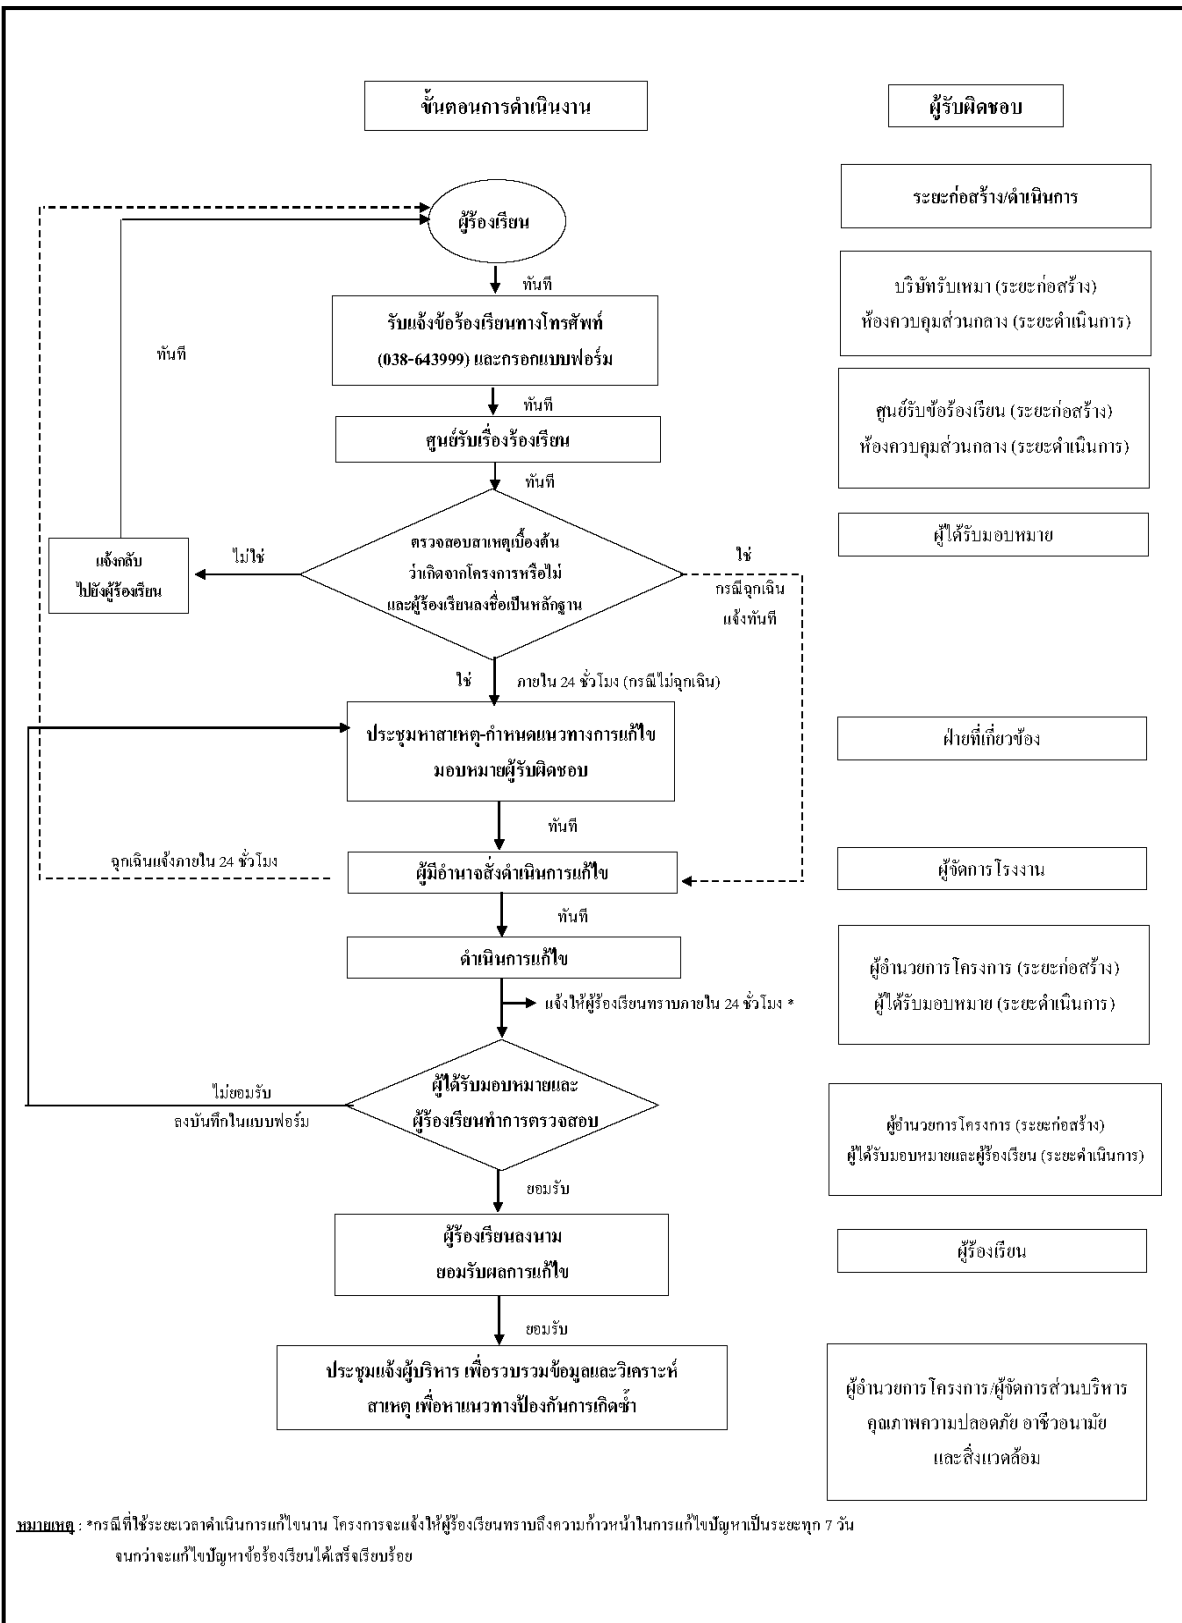 ขั้นตอนการดำเนินงาน
ผู้รับผิดชอบ
ระยะก่อสร้าง/ดำเนินการ
ผู้ร้องเรียน
ทันที
บริษัทรับเหมา (ระยะก่อสร้าง)
ห้องควบคุมส่วนกลาง (ระยะดำเนินการ)
รับแจ้งข้อร้องเรียนทางโทรศัพท์
(038-643999) และกรอกแบบฟอร์ม
ทันที
ทันที
ศูนย์รับข้อร้องเรียน (ระยะก่อสร้าง)
ห้องควบคุมส่วนกลาง (ระยะดำเนินการ)
ศูนย์รับเรื่องร้องเรียน
ทันที
ผู้ได้รับมอบหมาย
ตรวจสอบสาเหตุเบื้องต้น
ว่าเกิดจากโครงการหรือไม่
และผู้ร้องเรียนลงชื่อเป็นหลักฐาน
ไม่ใช่
แจ้งกลับ
ไปยังผู้ร้องเรียน
ใช่
กรณีฉุกเฉิน
แจ้งทันที
ใช่
ภายใน 24 ชั่วโมง (กรณีไม่ฉุกเฉิน)
ประชุมหาสาเหตุ-กำหนดแนวทางการแก้ไข
มอบหมายผู้รับผิดชอบ
ฝ่ายที่เกี่ยวข้อง
ทันที
ฉุกเฉินแจ้งภายใน 24 ชั่วโมง
ผู้มีอำนาจสั่งดำเนินการแก้ไข
ผู้จัดการโรงงาน
ทันที
ดำเนินการแก้ไข
ผู้อำนวยการโครงการ (ระยะก่อสร้าง)
ผู้ได้รับมอบหมาย (ระยะดำเนินการ)
แจ้งให้ผู้ร้องเรียนทราบภายใน 24 ชั่วโมง *
ผู้ได้รับมอบหมายและ
ผู้ร้องเรียนทำการตรวจสอบ
ไม่ยอมรับ
ลงบันทึกในแบบฟอร์ม
ผู้อำนวยการโครงการ (ระยะก่อสร้าง)
ผู้ได้รับมอบหมายและผู้ร้องเรียน (ระยะดำเนินการ)
ยอมรับ
ผู้ร้องเรียนลงนาม
ยอมรับผลการแก้ไข
ผู้ร้องเรียน
ยอมรับ
ประชุมแจ้งผู้บริหาร เพื่อรวบรวมข้อมูลและวิเคราะห์
สาเหตุ เพื่อหาแนวทางป้องกันการเกิดซ้ำ
ผู้อำนวยการโครงการ/ผู้จัดการส่วนบริหาร
คุณภาพความปลอดภัย อาชีวอนามัย
และสิ่งแวดล้อม
หมายเหตุ : *กรณีที่ใช้ระยะเวลาดำเนินการแก้ไขนาน โครงการจะแจ้งให้ผู้ร้องเรียนทราบถึงความก้าวหน้าในการแก้ไขปัญหาเป็นระยะทุก 7 วัน
จนกว่าจะแก้ไขปัญหาข้อร้องเรียนได้เสร็จเรียบร้อย